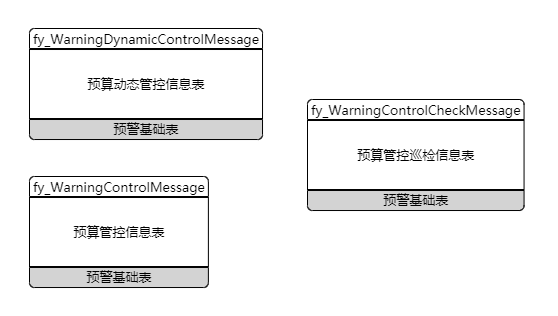 fy_WarningDynamicControlMessage
预算动态管控信息表
预警基础表
fy_WarningControlCheckMessage
预算管控巡检信息表
预警基础表
fy_WarningControlMessage
预算管控信息表
预警基础表